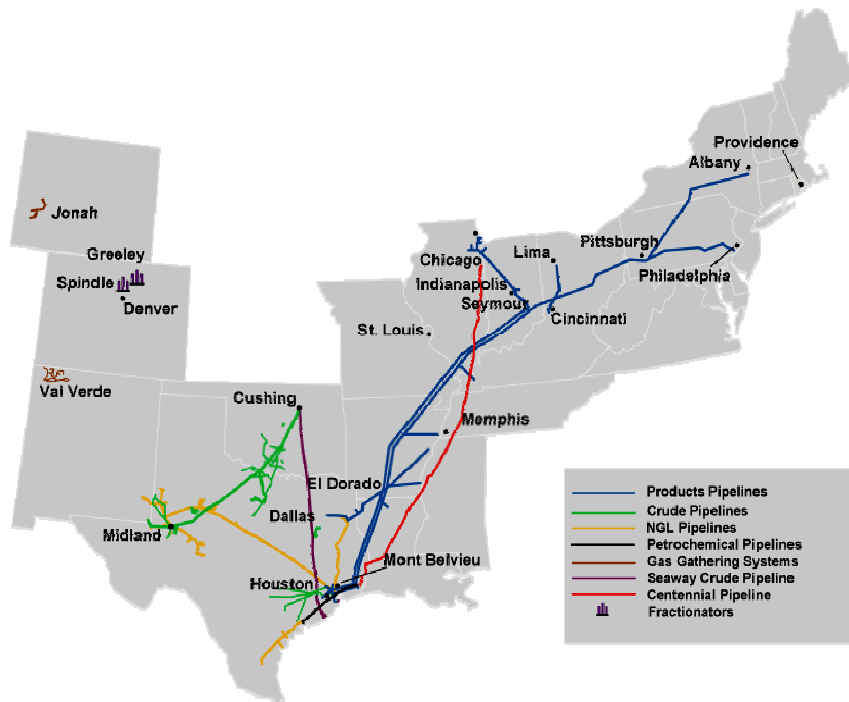 Providence
Albany
Jonah
Pittsburgh
Greeley
Chicago
Lima
Philadelphia
Spindle
Indianapolis
Seymour
Denver
Cincinnati
St. Louis
Val Verde
Cushing
Memphis
El Dorado
Dallas
Midland
Mont Belvieu
Houston
Products Pipelines
Crude Pipelines
NGL Pipelines
Petrochemical Pipelines
Gas Gathering Systems
Seaway Crude Pipeline
Centennial Pipeline
Fractionators